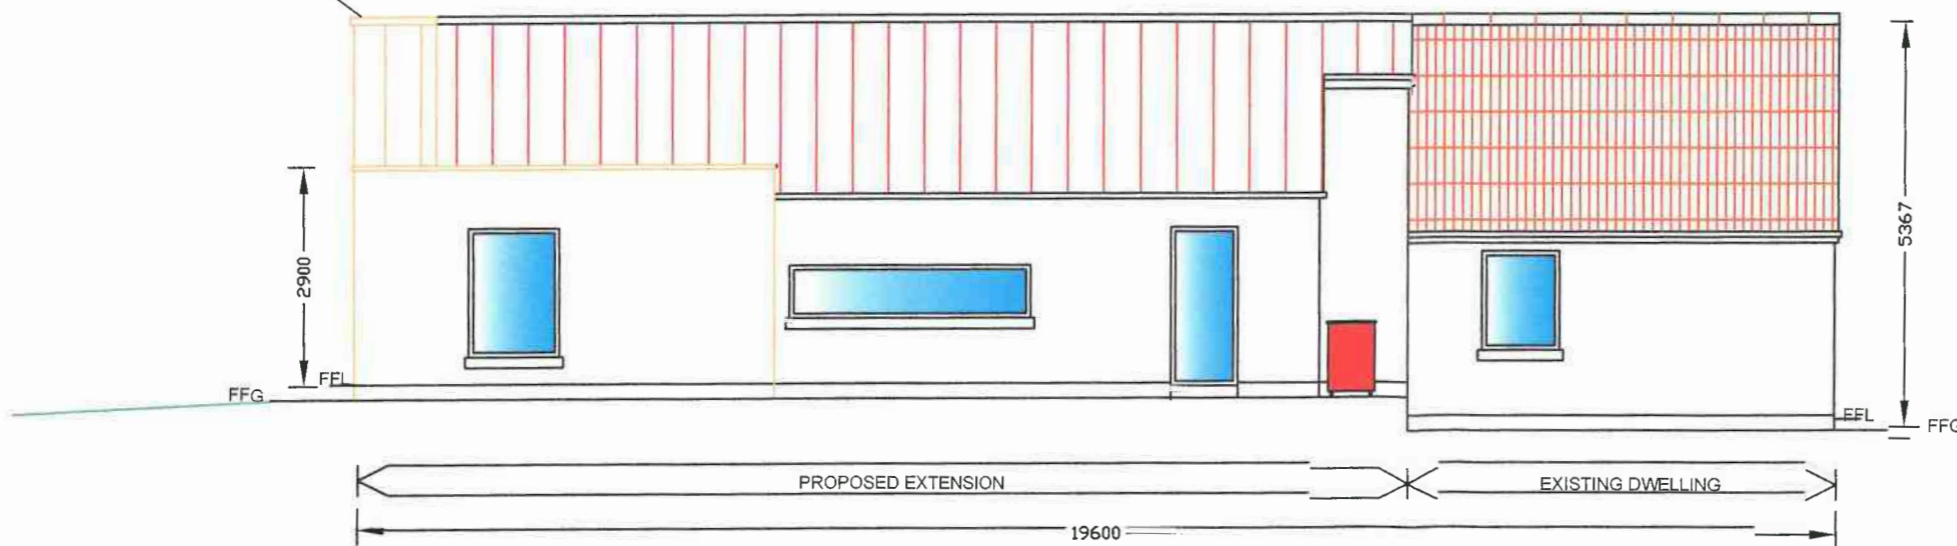 5367
2900
FFL
FFG
FFL
FFG
PROPOSED EXTENSION
EXISTING DWELLING
19600